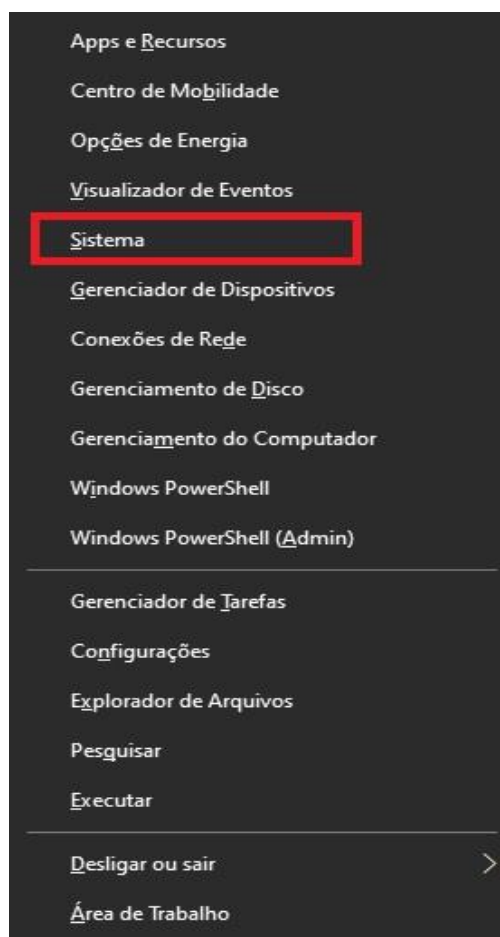 Apps e Recursos
Centro de Mobilidade
Opções de Energia
Visualizador de Eventos
Sistema
Gerenciador de Dispositivos
Conexões de Rede
Gerenciamento de Disco
Gerenciamento do Computador
Windows PowerShell
Windows PowerShell (Admin)
Gerenciador de Tarefas
Configurações
Explorador de Arquivos
Pesquisar
Executar
Desligar ou sair
Área de Trabalho